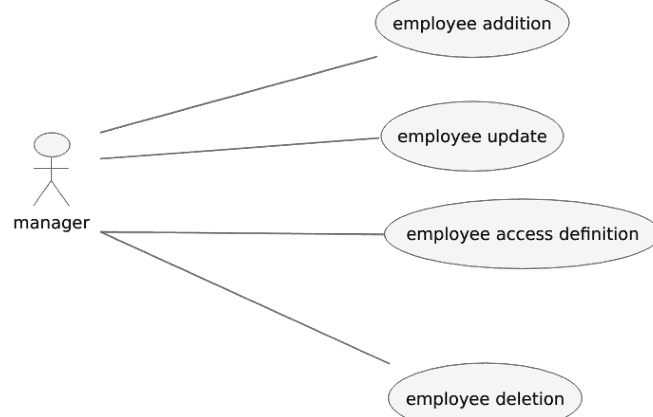 employee addition
employee update
manager
employee access definition
employee deletion